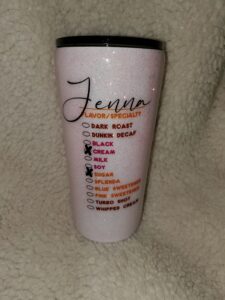 Jenna
FLAVOR/SPECIALTY
DARK ROAST
DUNKIN DECAF
BLACK
CREAM
MILK
SOY
SUGAR
SPLENDA
BLUE SWEETENER
PINK SWEETENER
TURBO SHOT
WHIPPED CREAM